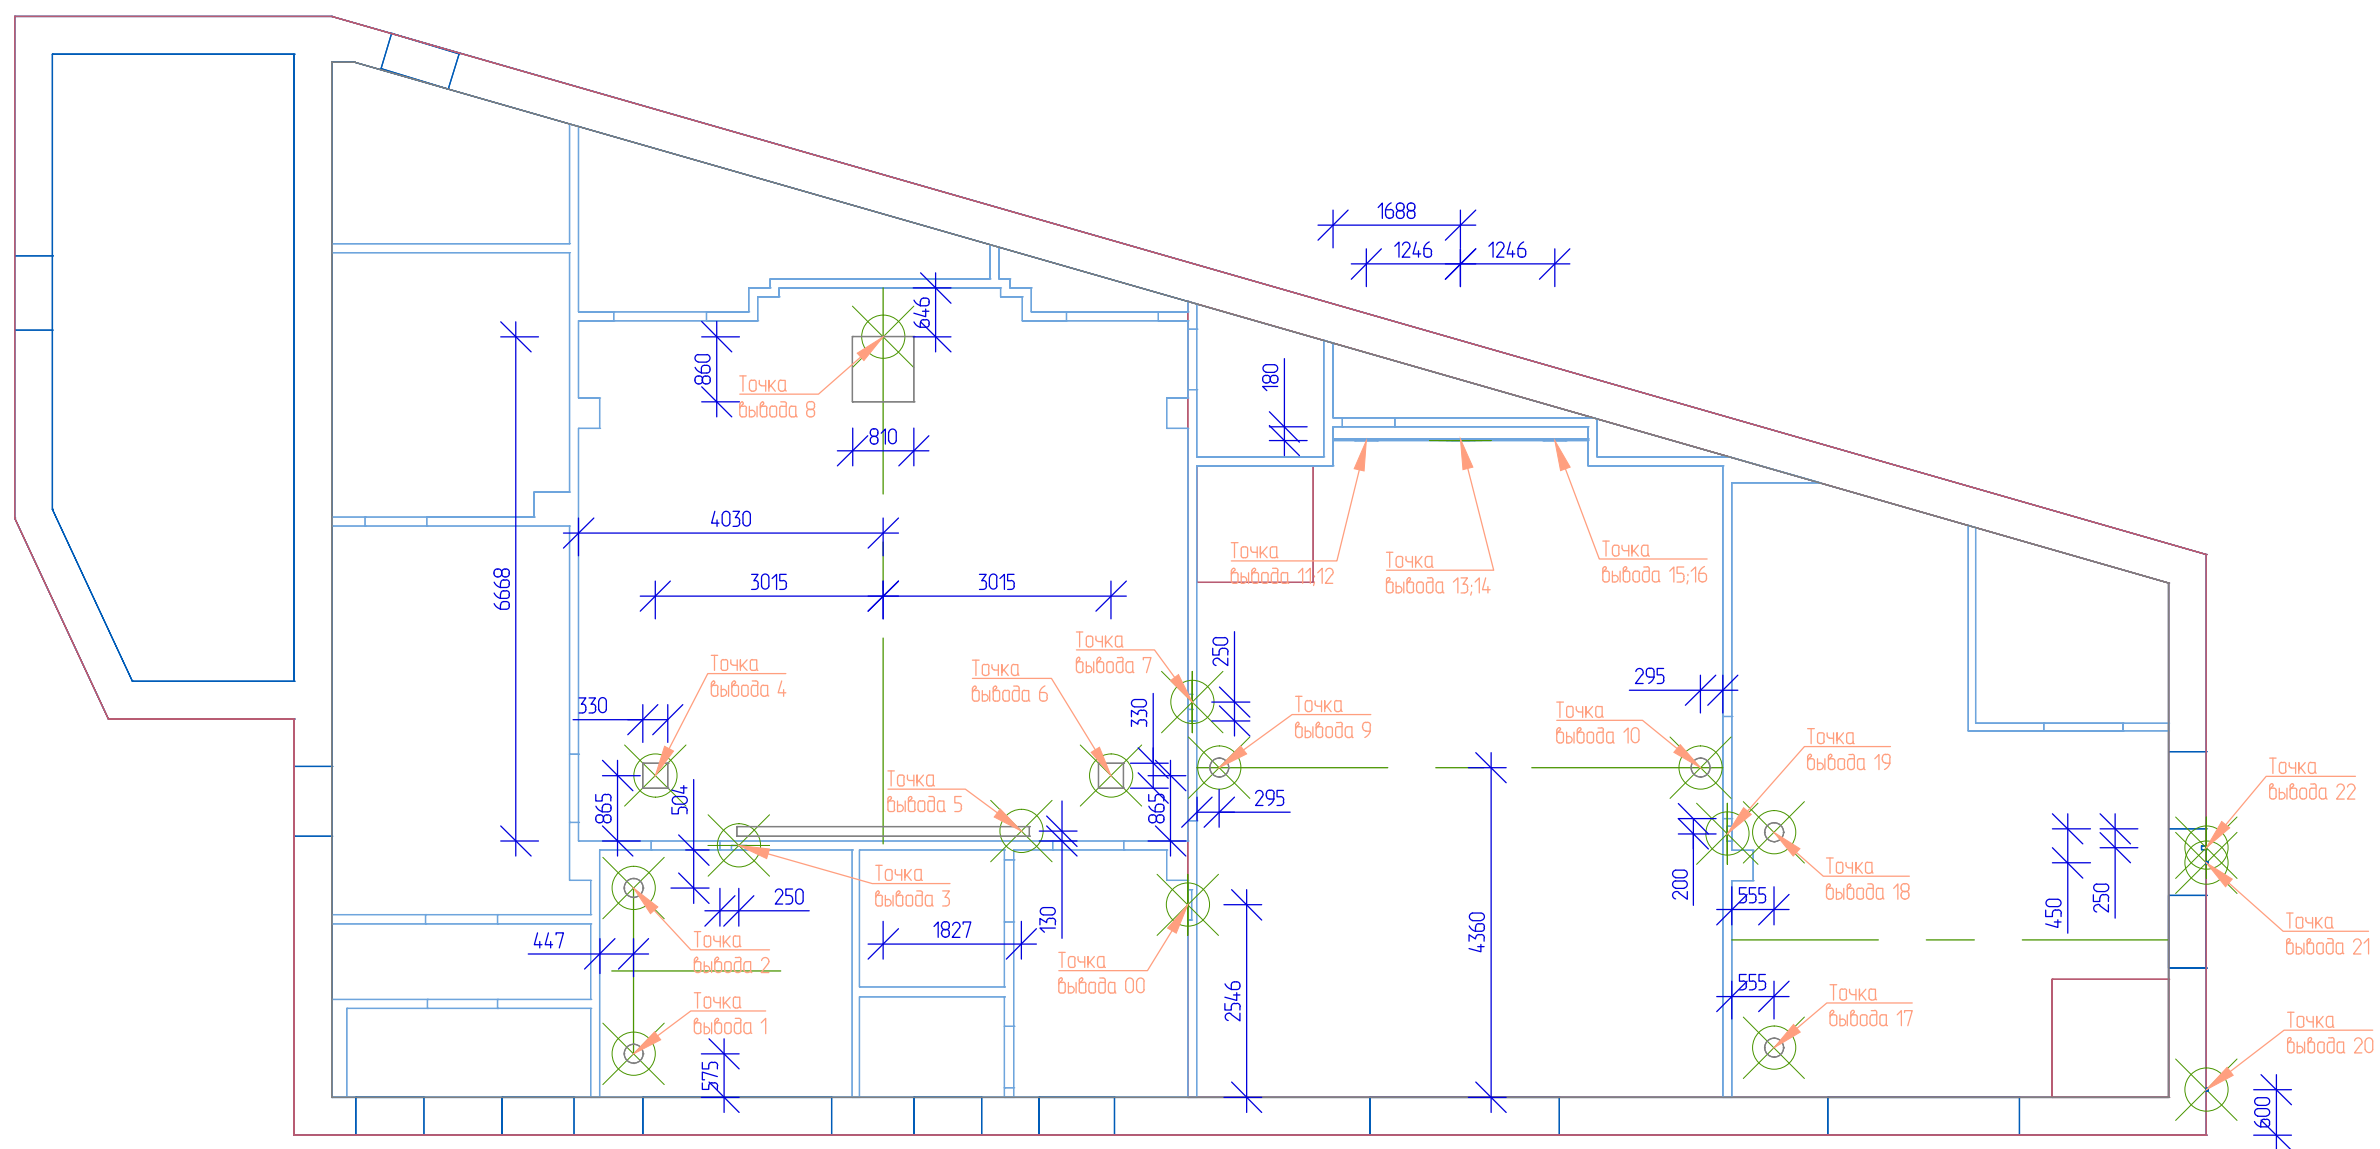 1688
1246
1246
646
860
180
Точка
вывода 8
810
4030
Точка
вывода 11;12
Точка
вывода 13;14
Точка
вывода 15;16
6668
3015
3015
Точка
вывода 7
250
Точка
вывода 4
Точка
вывода 6
295
330
330
Точка
вывода 9
Точка
вывода 10
Точка
вывода 19
Точка
вывода 22
865
504
Точка
вывода 5
865
295
Точка
вывода 3
250
200
Точка
вывода 18
555
450
250
447
Точка
вывода 2
1827
130
4360
Точка
вывода 21
Точка
вывода 00
2546
555
Точка
вывода 1
Точка
вывода 17
575
Точка
вывода 20
600